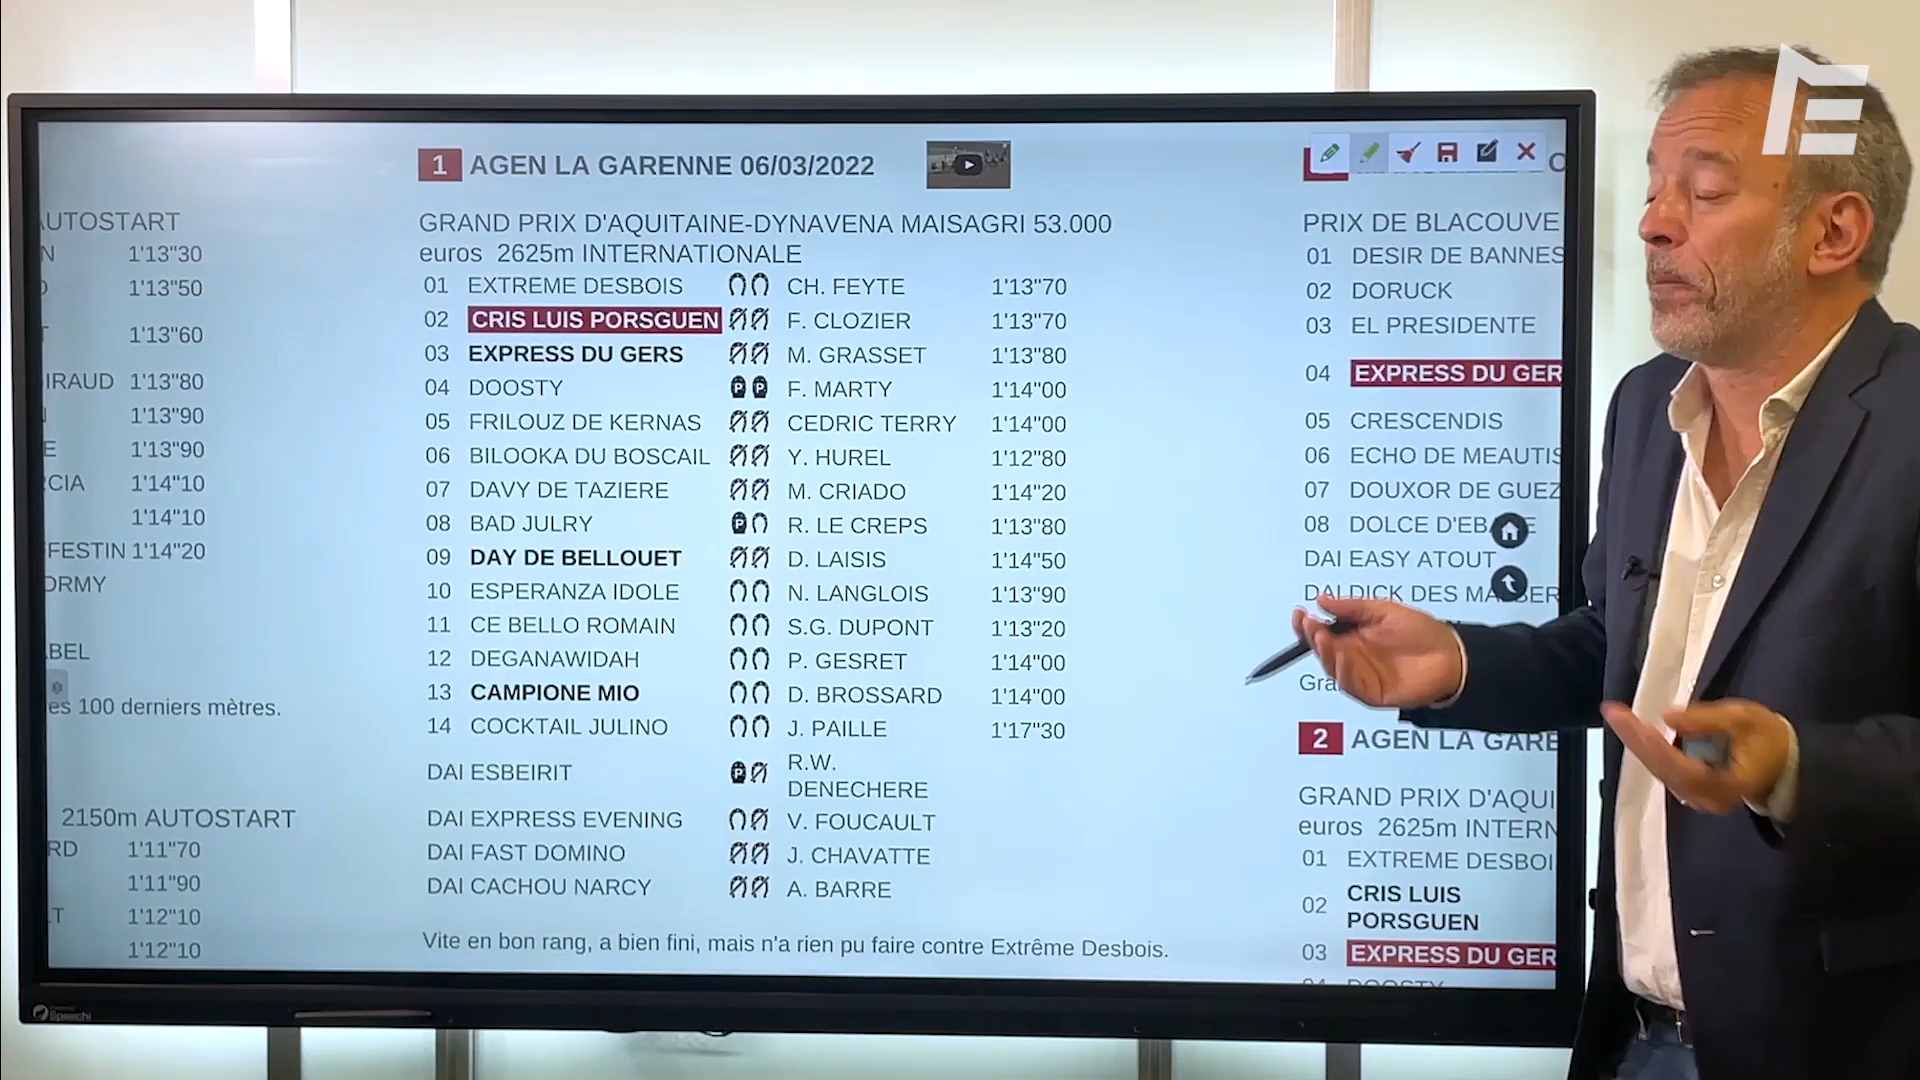 AUTOSTART
1'13"30
1'13"50
1'13"60
IRAUD 1'13"80
1'13"90
1'13"90
CIA 1'14"10
1'14"10
FESTIN 1'14"20
ORMY
ABEL
es 100 derniers mètres.
2150m AUTOSTART
RD 1'11"70
1'11"90
T 1'12"10
1'12"10
Speechi
1 AGEN LA GARENNE 06/03/2022
GRAND PRIX D'AQUITAINE-DYNAVENA MAISAGRI 53.000
euros 2625m INTERNATIONALE
01 EXTREME DESBOIS CH. FEYTE 1'13"70
02 CRIS LUIS PORSGUEN F. CLOZIER 1'13"70
03 EXPRESS DU GERS M. GRASSET 1'13"80
04 DOOSTY P P F. MARTY 1'14"00
05 FRILOUZ DE KERNAS CEDRIC TERRY 1'14"00
06 BILOOKA DU BOSCAIL Y. HUREL 1'12"80
07 DAVY DE TAZIERE M. CRIADO 1'14"20
08 BAD JULRY P R. LE CREPS 1'13"80
09 DAY DE BELLOUET D. LAISIS 1'14"50
10 ESPERANZA IDOLE N. LANGLOIS 1'13"90
11 CE BELLO ROMAIN S.G. DUPONT 1'13"20
12 DEGANAWIDAH P. GESRET 1'14"00
13 CAMPIONE MIO D. BROSSARD 1'14"00
14 COCKTAIL JULINO J. PAILLE 1'17"30
DAI ESBEIRIT P R.W.
DENECHERE
DAI EXPRESS EVENING V. FOUCAULT
DAI FAST DOMINO J. CHAVATTE
DAI CACHOU NARCY A. BARRE
Vite en bon rang, a bien fini, mais n'a rien pu faire contre Extrême Desbois.
PRIX DE BLACOUVE
01 DESIR DE BANNES
02 DORUCK
03 EL PRESIDENTE
04 EXPRESS DU GER
05 CRESCENDIS
06 ECHO DE MEAUTIS
07 DOUXOR DE GUEZ
08 DOLCE D'EB
DAI EASY ATOUT
DAI DICK DES MA SER
Gra
2 AGEN LA GARE
GRAND PRIX D'AQUI
euros 2625m INTERN
01 EXTREME DESBOI
02 CRIS LUIS
PORSGUEN
03 EXPRESS DU GER
04 DOOSTY
E